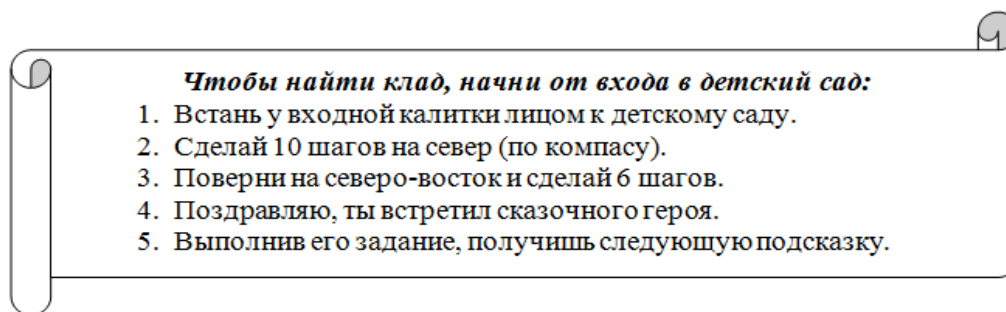 Чтобы найти клад, начни от входа в детский сад:
1. Встань у входной калитки лицом к детскому саду.
2. Сделай 10 шагов на север (по компасу).
3. Поверни на северо-восток и сделай 6 шагов.
4. Поздравляю, ты встретил сказочного героя.
5. Выполнив его задание, получишь следующую подсказку.